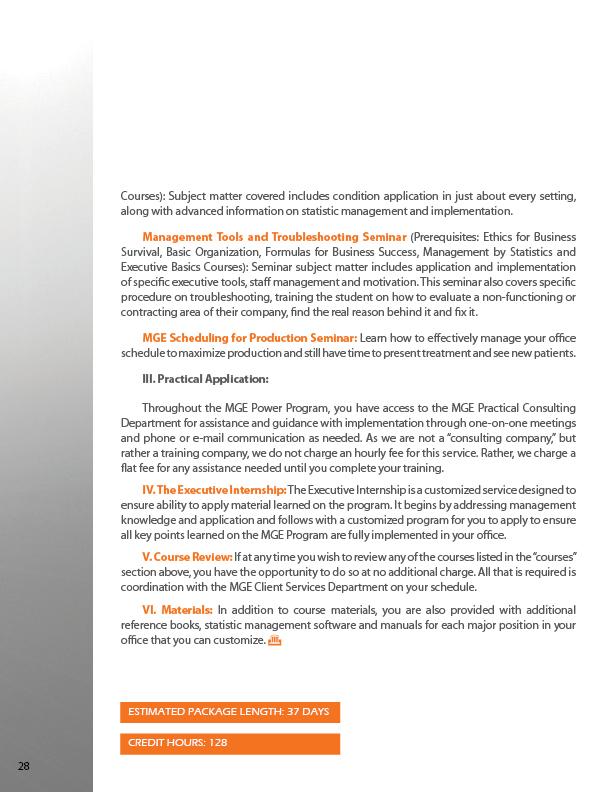 Courses): Subject matter covered includes condition application in just about every setting,
along with advanced information on statistic management and implementation.
Management Tools and Troubleshooting Seminar (Prerequisites: Ethics for Business
Survival, Basic Organization, Formulas for Business Success, Management by Statistics and
Executive Basics Courses): Seminar subject matter includes application and implementation
of specific executive tools, staff management and motivation. This seminar also covers specific
procedure on troubleshooting, training the student on how to evaluate a non-functioning or
contracting area of their company, find the real reason behind it and fix it.
MGE Scheduling for Production Seminar: Learn how to effectively manage your office
schedule to maximize production and still have time to present treatment and see new patients.
III. Practical Application:
Throughout the MGE Power Program, you have access to the MGE Practical Consulting
Department for assistance and guidance with implementation through one-on-one meetings
and phone or e-mail communication as needed. As we are not a “consulting company,” but
rather a training company, we do not charge an hourly fee for this service. Rather, we charge a
flat fee for any assistance needed until you complete your training.
IV. The Executive Internship: The Executive Internship is a customized service designed to
ensure ability to apply material learned on the program. It begins by addressing management
knowledge and application and follows with a customized program for you to apply to ensure
all key points learned on the MGE Program are fully implemented in your office.
V. Course Review: If at any time you wish to review any of the courses listed in the “courses”
section above, you have the opportunity to do so at no additional charge. All that is required is
coordination with the MGE Client Services Department on your schedule.
VI. Materials: In addition to course materials, you are also provided with additional
reference books, statistic management software and manuals for each major position in your
office that you can customize.
ESTIMATED PACKAGE LENGTH: 37 DAYS
CREDIT HOURS: 128
28